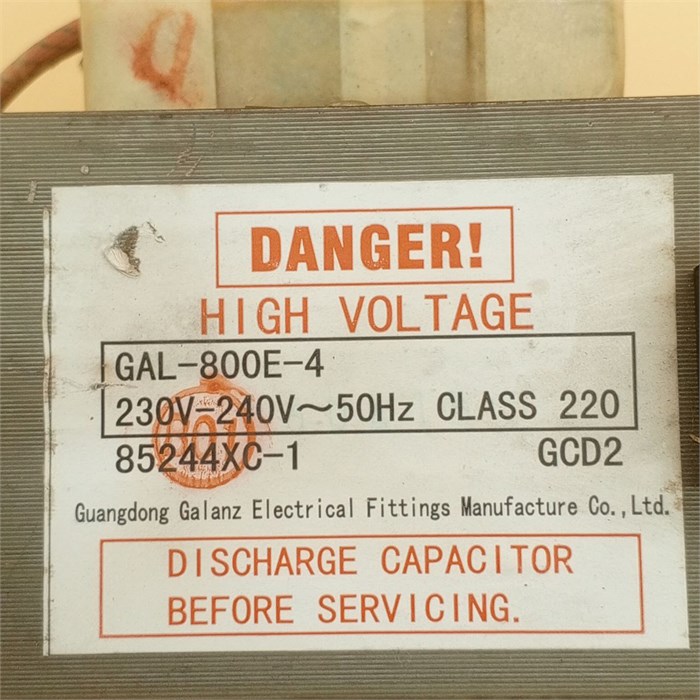 DANGER!
HIGH VOLTAGE
GAL-800E-4
230V-240V～50Hz CLASS 220
85244XC-1 GCD2
Guangdong Galanz Electrical Fittings Manufacture Co.,Ltd.
DISCHARGE CAPACITOR
BEFORE SERVICING.